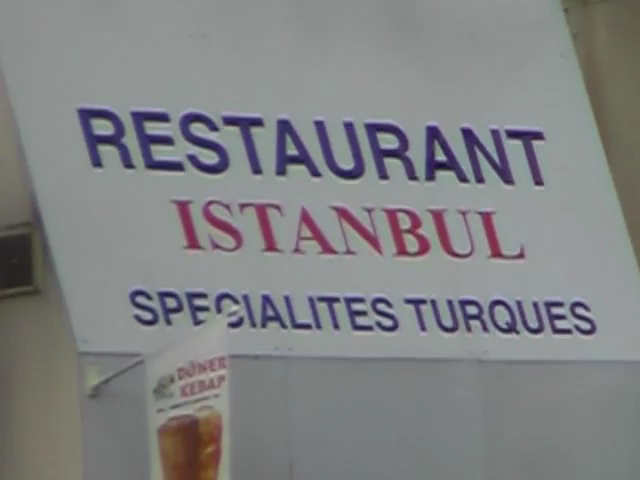 RESTAURANT
ISTANBUL
SPECIALITES TURQUES
DÖNER
KEBAP